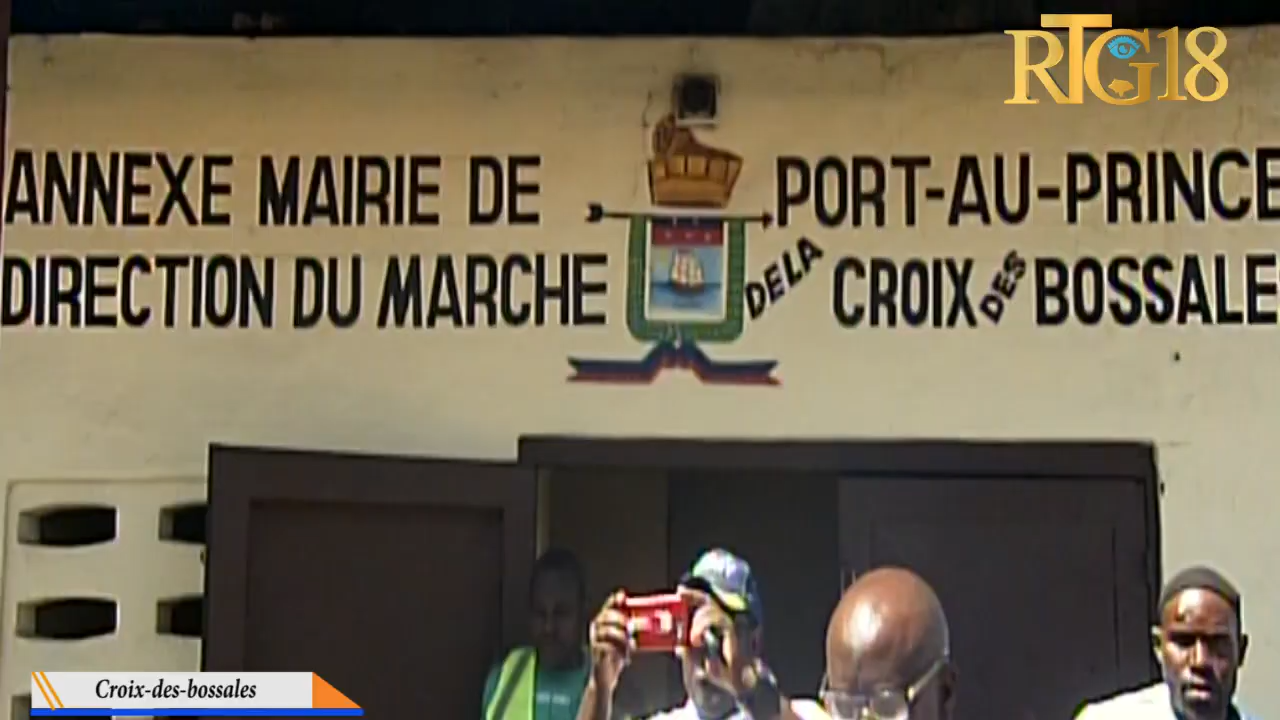 RTG18
ANNEXE MAIRIE DE PORT-AU-PRINCE
DIRECTION DU MARCHE DE LA CROIX DES BOSSALE
Croix-des-bossales